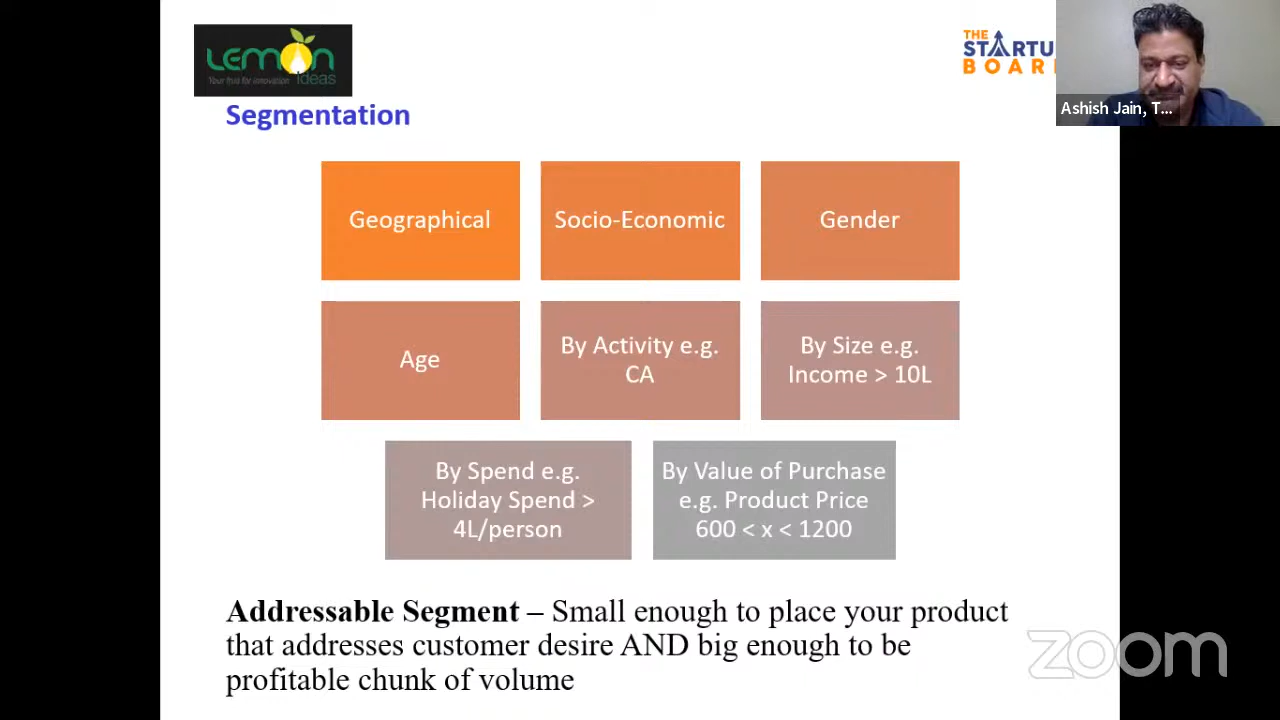 LEMON
ideas
Your fruit for innovation
THE
STARTU
BOAR
Ashish Jain, T...
Segmentation
Geographical
Socio-Economic
Gender
Age
By Activity e.g.
CA
By Size e.g.
Income > 10L
By Spend e.g.
Holiday Spend >
4L/person
By Value of Purchase
e.g. Product Price
600 < x < 1200
Addressable Segment – Small enough to place your product
that addresses customer desire AND big enough to be
profitable chunk of volume
zoom